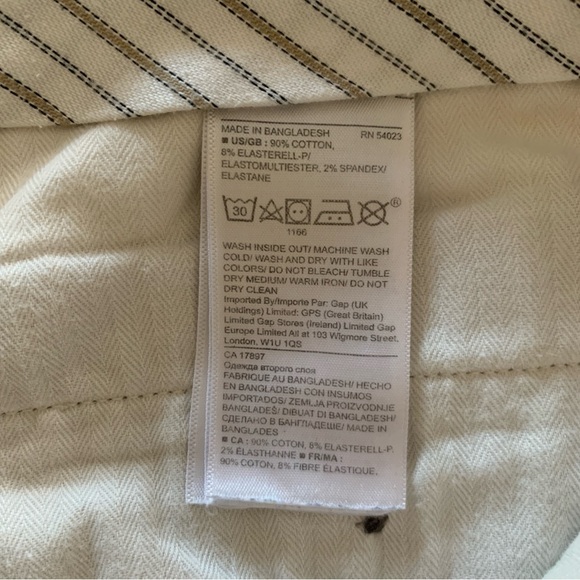 MADE IN BANGLADESH RN 54023
■ US/GB : 90% COTTON,
8% ELASTERELL-P/
ELASTOMULTIESTER, 2% SPANDEX/
ELASTANE
30 ®
1166
WASH INSIDE OUT/ MACHINE WASH
COLD/ WASH AND DRY WITH LIKE
COLORS/ DO NOT BLEACH/ TUMBLE
DRY MEDIUM/ WARM IRON/ DO NOT
DRY CLEAN
Imported By/Importe Par: Gap (UK
Holdings) Limited: GPS (Great Britain)
Limited Gap Stores (Ireland) Limited Gap
Europe Limited All at 103 Wigmore Street.
London, W1U 1QS
CA 17897
Одежда второго слоя
FABRIQUE AU BANGLADESH/ HECHO
EN BANGLADESH CON INSUMOS
IMPORTADOS/ ZEMLJA PROIZVODNJE
BANGLADEŠ/ DIBUAT DI BANGLADESH/
СДЕЛАНО В БАНГЛАДЕШЕ/ MADE IN
BANGLADES
■ CA : 90% COTON, 8% ELASTERELL-P.
2% ÉLASTHANNE ■ FR/MA :
90% COTON, 8% FIBRE ÉLASTIQUE,